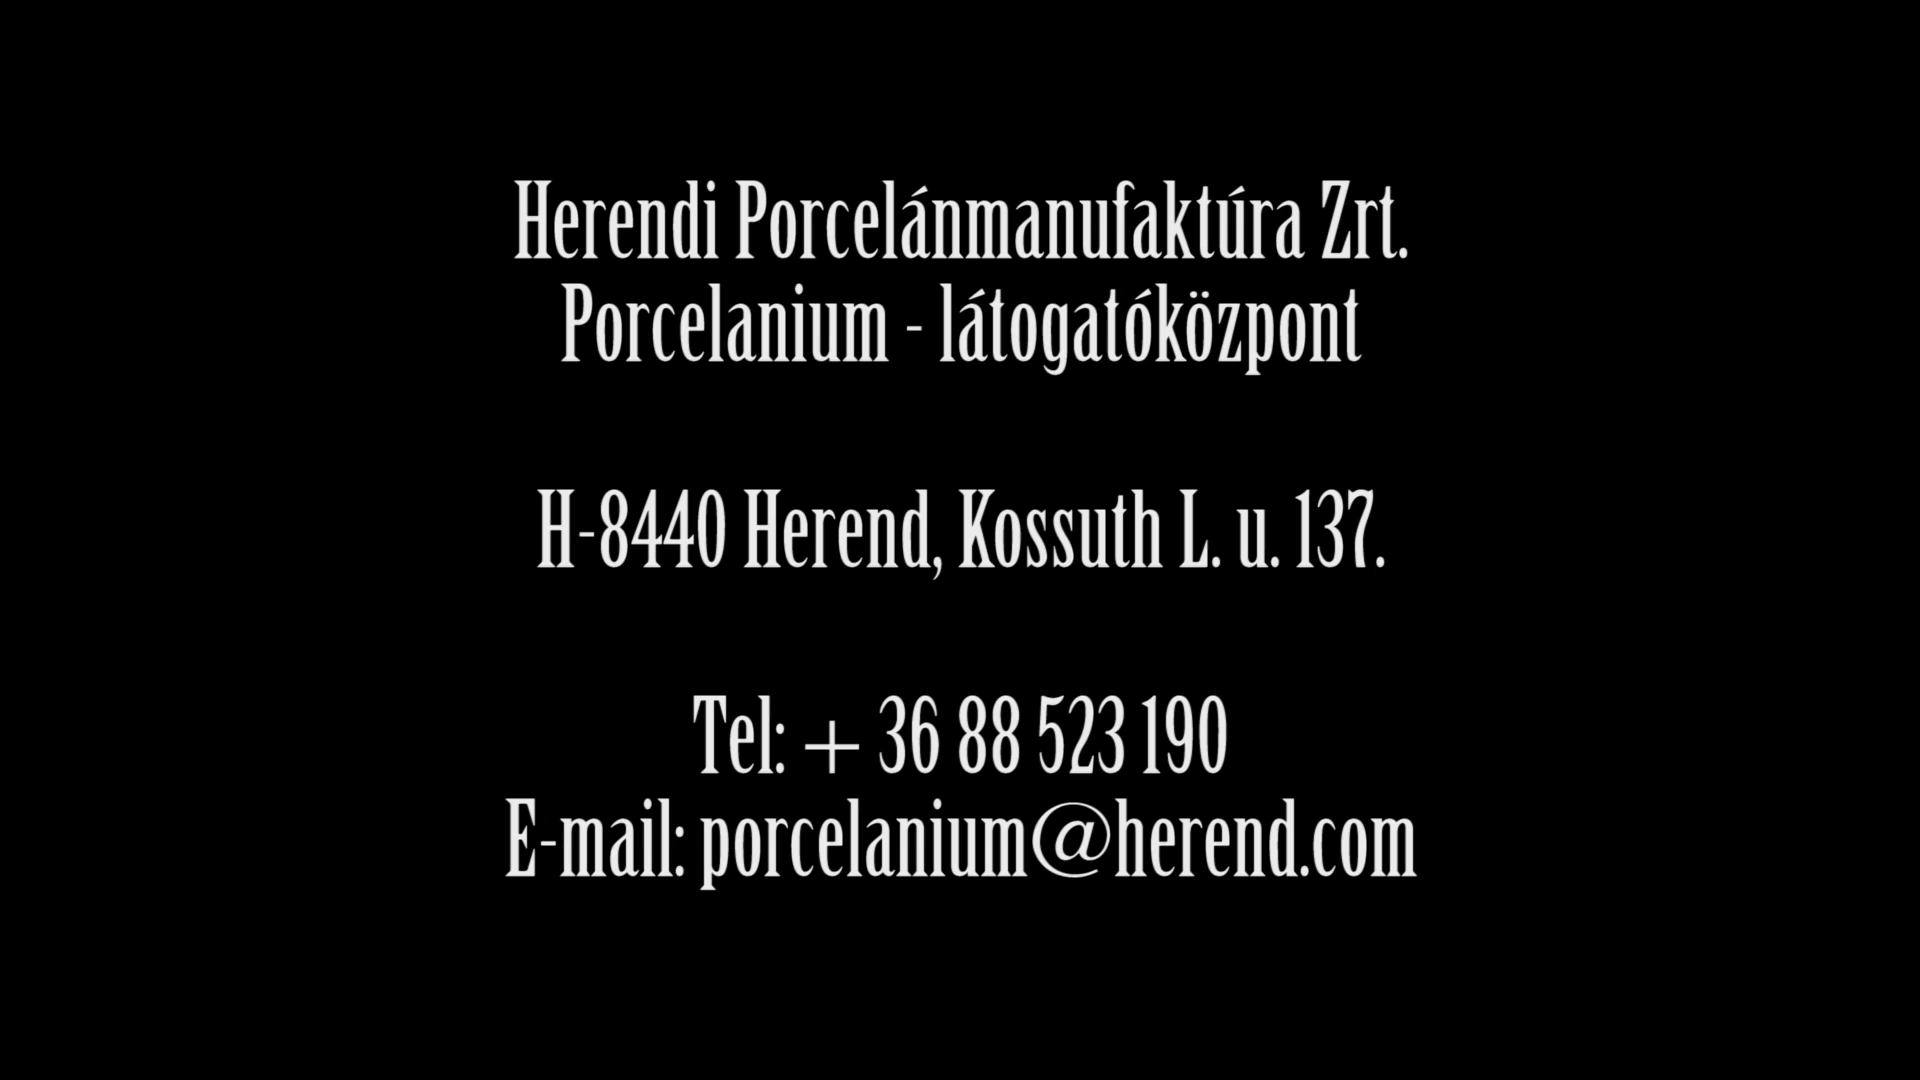 Herendi Porcelánmanufaktúra Zrt.
Porcelanium - látogatóközpont
H-8440 Herend, Kossuth L. u. 137.
Tel: + 36 88 523 190
E-mail: porcelanium@herend.com